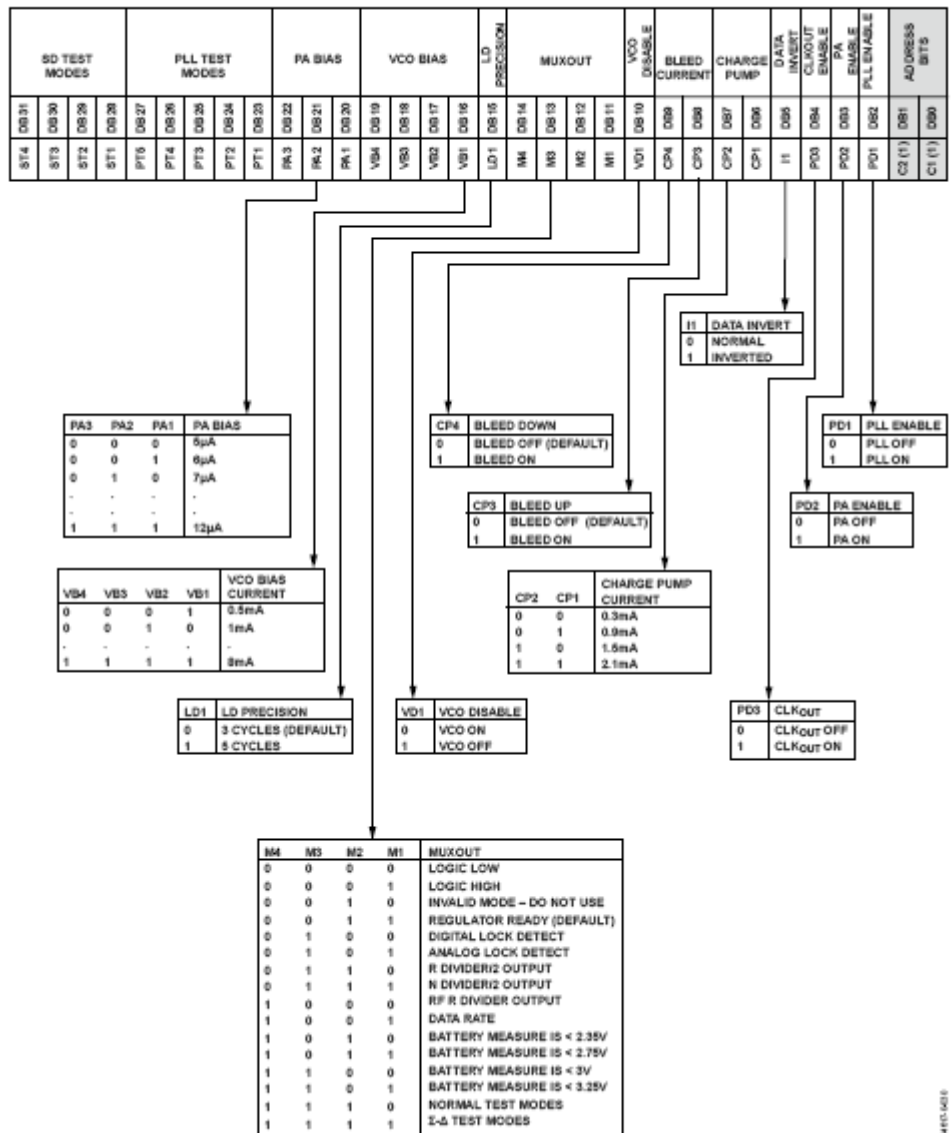 SD TEST MODES
PLL TEST MODES
PA BIAS
VCO BIAS
LD PRECISION
MUXOUT
VCO DISABLE
BLEED CURRENT
CHARGE PUMP
DATA INVERT
CLKOUT ENABLE
PA ENABLE
PLL ENABLE
ADDRESS BITS
DB31 DB30 DB29 DB28 DB27 DB26 DB25 DB24 DB23 DB22 DB21 DB20 DB19 DB18 DB17 DB16 DB15 DB14 DB13 DB12 DB11 DB10 DB9 DB8 DB7 DB6 DB5 DB4 DB3 DB2 DB1 DB0
ST4 ST3 ST2 ST1 PT5 PT4 PT3 PT2 PT1 PA3 PA2 PA1 VB4 VB3 VB2 VB1 LD1 M4 M3 M2 M1 VD1 CP4 CP3 CP2 CP1 I1 PD3 PD2 PD1 C2 (1) C1 (1)
I1 DATA INVERT
0 NORMAL
1 INVERTED
PA3 PA2 PA1 PA BIAS
0 0 0 5µA
0 0 1 6µA
0 1 0 7µA
. . . .
. . . .
1 1 1 12µA
CP4 BLEED DOWN
0 BLEED OFF (DEFAULT)
1 BLEED ON
PD1 PLL ENABLE
0 PLL OFF
1 PLL ON
CP3 BLEED UP
0 BLEED OFF (DEFAULT)
1 BLEED ON
PD2 PA ENABLE
0 PA OFF
1 PA ON
VB4 VB3 VB2 VB1 VCO BIAS CURRENT
0 0 0 1 0.5mA
0 0 1 0 1mA
. . . . .
1 1 1 1 8mA
CP2 CP1 CHARGE PUMP CURRENT
0 0 0.3mA
0 1 0.9mA
1 0 1.5mA
1 1 2.1mA
LD1 LD PRECISION
0 3 CYCLES (DEFAULT)
1 5 CYCLES
VD1 VCO DISABLE
0 VCO ON
1 VCO OFF
PD3 CLKOUT
0 CLKOUT OFF
1 CLKOUT ON
M4 M3 M2 M1 MUXOUT
0 0 0 0 LOGIC LOW
0 0 0 1 LOGIC HIGH
0 0 1 0 INVALID MODE – DO NOT USE
0 0 1 1 REGULATOR READY (DEFAULT)
0 1 0 0 DIGITAL LOCK DETECT
0 1 0 1 ANALOG LOCK DETECT
0 1 1 0 R DIVIDER/2 OUTPUT
0 1 1 1 N DIVIDER/2 OUTPUT
1 0 0 0 RF R DIVIDER OUTPUT
1 0 0 1 DATA RATE
1 0 1 0 BATTERY MEASURE IS < 2.35V
1 0 1 1 BATTERY MEASURE IS < 2.75V
1 1 0 0 BATTERY MEASURE IS < 3V
1 1 0 1 BATTERY MEASURE IS < 3.25V
1 1 1 0 NORMAL TEST MODES
1 1 1 1 Σ-Δ TEST MODES